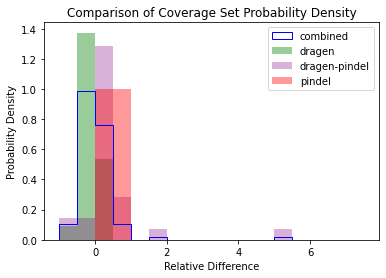 Comparison of Coverage Set Probability Density
combined
dragen
dragen-pindel
pindel
Probability Density
1.4
1.2
1.0
0.8
0.6
0.4
0.2
0.0
0 2 4 6
Relative Difference